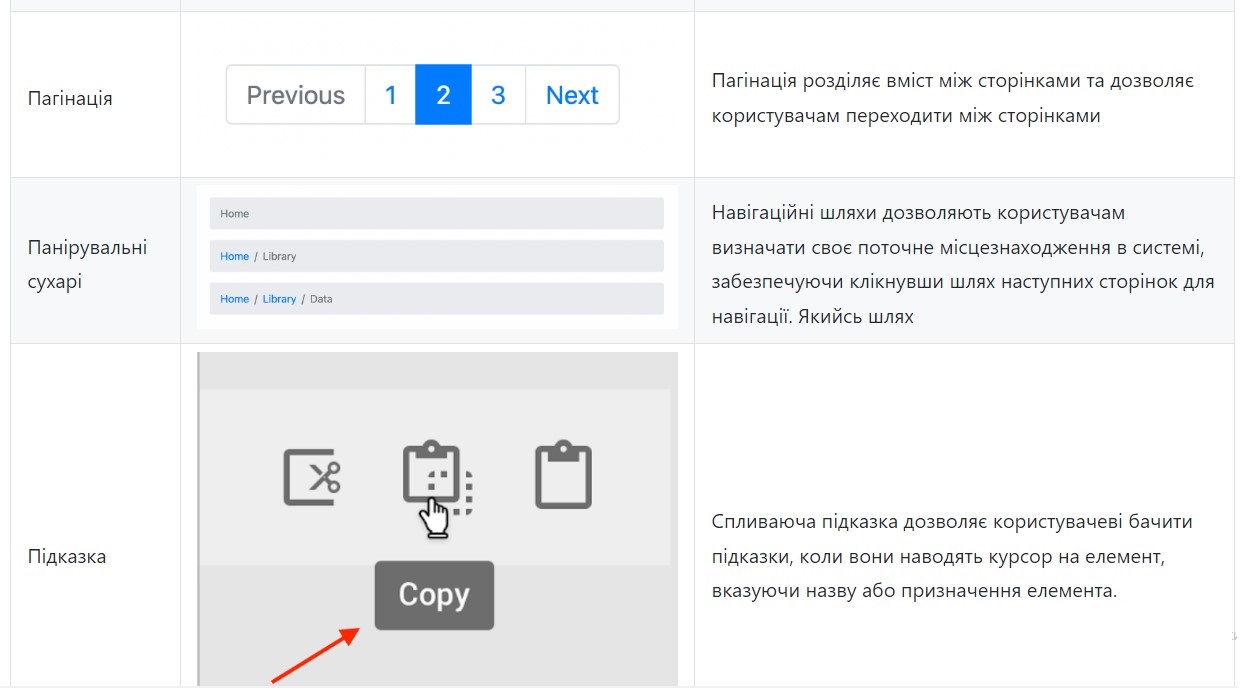 Пагінація
Previous 1 2 3 Next
Пагінація розділяє вміст між сторінками та дозволяє
користувачам переходити між сторінками
Панірувальні
сухарі
Home
Home / Library
Home / Library / Data
Навігаційні шляхи дозволяють користувачам
визначати своє поточне місцезнаходження в системі,
забезпечуючи клікнувши шлях наступних сторінок для
навігації. Якийсь шлях
Підказка
Copy
Спливаюча підказка дозволяє користувачеві бачити
підказки, коли вони наводять курсор на елемент,
вказуючи назву або призначення елемента.